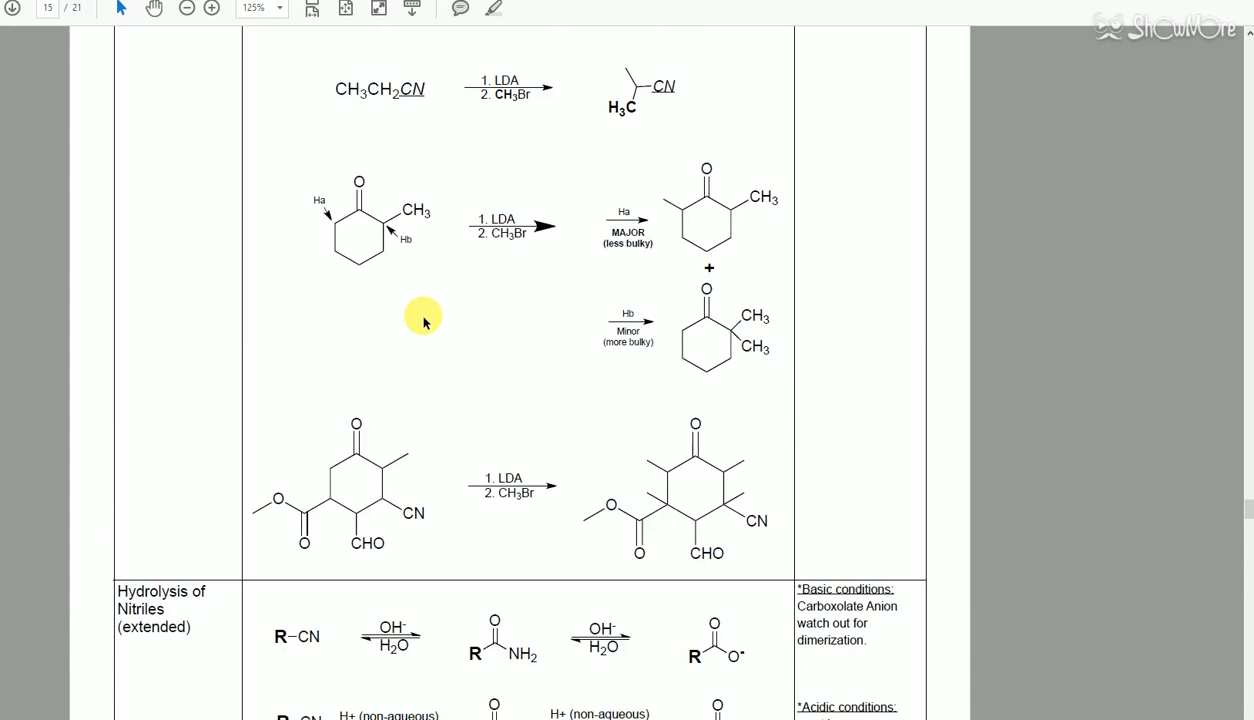 15 / 21
125%
ShowMore
CH3CH2CN
1. LDA
2. CH3Br
CN
H3C
O
Ha
CH3
Hb
1. LDA
2. CH3Br
Ha
MAJOR
(less bulky)
O
CH3
+
Hb
Minor
(more bulky)
O
CH3
CH3
O
O
O
CN
CHO
1. LDA
2. CH3Br
O
O
O
CN
CHO
Hydrolysis of
Nitriles
(extended)
R–CN
OH-
H2O
O
R NH2
OH-
H2O
O
R O-
*Basic conditions:
Carboxolate Anion
watch out for
dimerization.
H+ (non-aqueous)
O
H+ (non-aqueous)
O
*Acidic conditions: